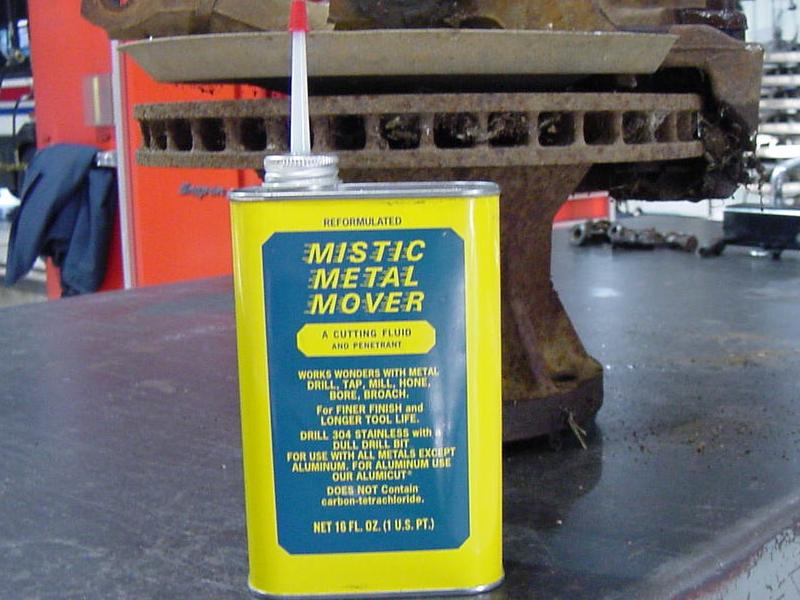 Snap-on
REFORMULATED
MISTIC
METAL
MOVER
A CUTTING FLUID
AND PENETRANT
WORKS WONDERS WITH METAL
DRILL, TAP, MILL, HONE,
BORE, BROACH.
For FINER FINISH and
LONGER TOOL LIFE.
DRILL 304 STAINLESS with a
DULL DRILL BIT
FOR USE WITH ALL METALS EXCEPT
ALUMINUM. FOR ALUMINUM USE
OUR ALUMICUT®
DOES NOT Contain
carbon-tetrachloride.
NET 16 FL. OZ. (1 U.S. PT.)